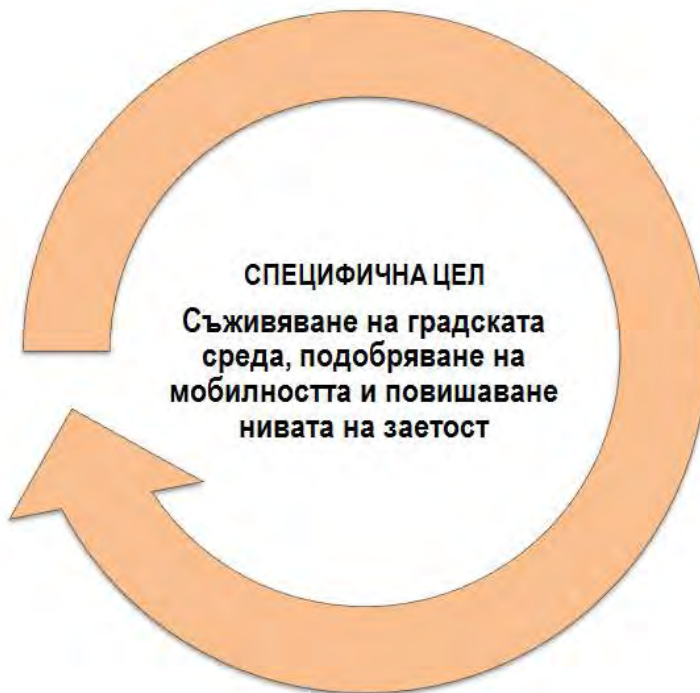 СПЕЦИФИЧНА ЦЕЛ
Съживяване на градската
среда, подобряване на
мобилността и повишаване
нивата на заетост